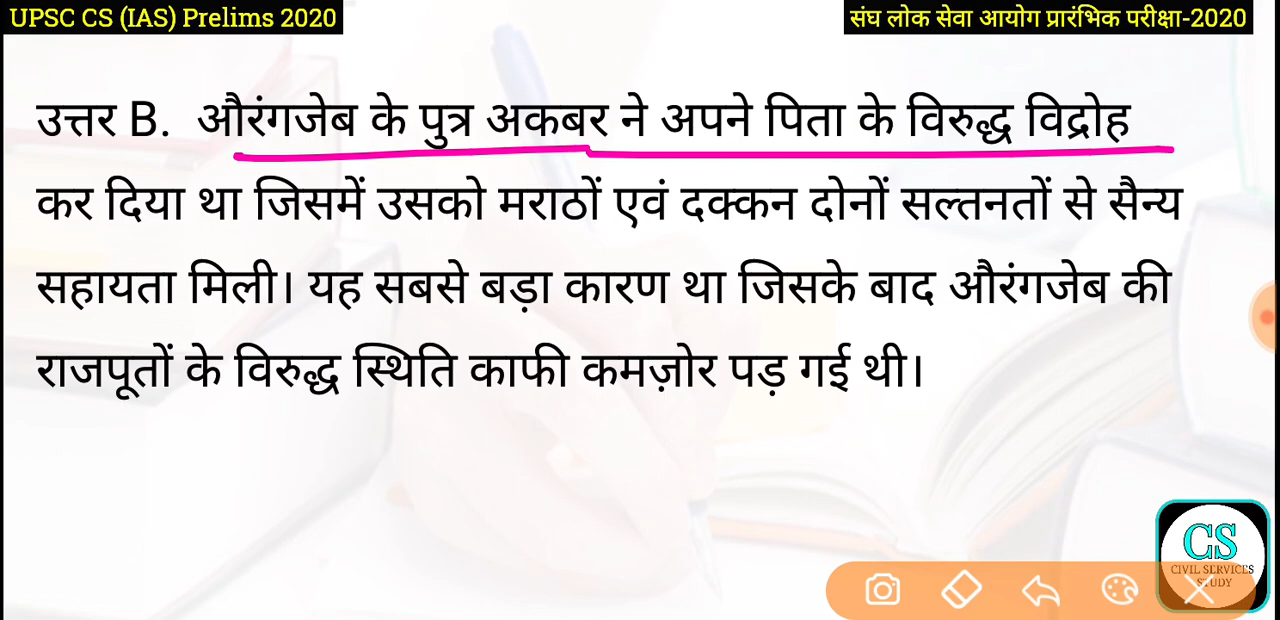 UPSC CS (IAS) Prelims 2020
संघ लोक सेवा आयोग प्रारंभिक परीक्षा-2020
उत्तर B. औरंगजेब के पुत्र अकबर ने अपने पिता के विरुद्ध विद्रोह
कर दिया था जिसमें उसको मराठों एवं दक्कन दोनों सल्तनतों से सैन्य
सहायता मिली। यह सबसे बड़ा कारण था जिसके बाद औरंगजेब की
राजपूतों के विरुद्ध स्थिति काफी कमज़ोर पड़ गई थी।
CS
CIVIL SERVICES
STUDY